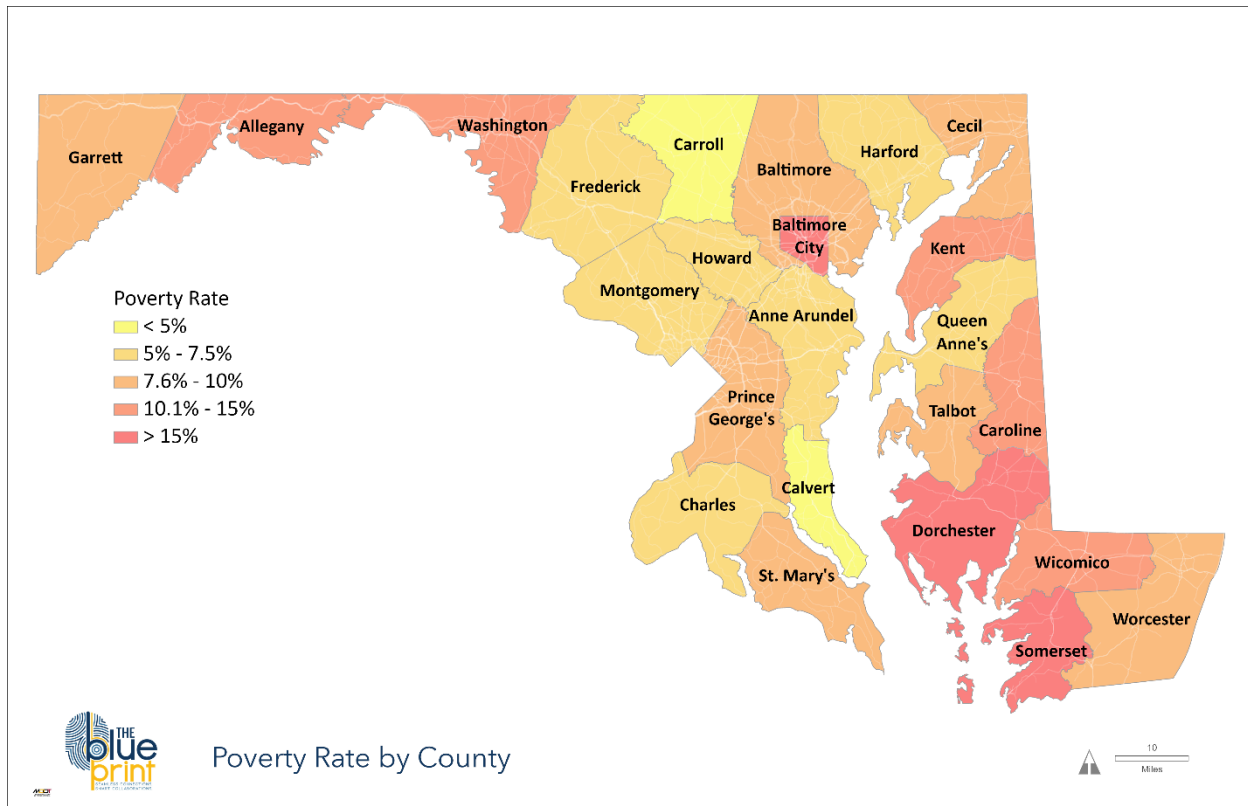 Garrett
Allegany
Washington
Frederick
Carroll
Baltimore
Harford
Cecil
Baltimore
City
Howard
Montgomery
Anne Arundel
Kent
Queen
Anne's
Prince
George's
Talbot
Caroline
Calvert
Charles
St. Mary's
Dorchester
Wicomico
Worcester
Somerset
Poverty Rate
< 5%
5% - 7.5%
7.6% - 10%
10.1% - 15%
> 15%
THE
blue
print
Poverty Rate by County
10
Miles